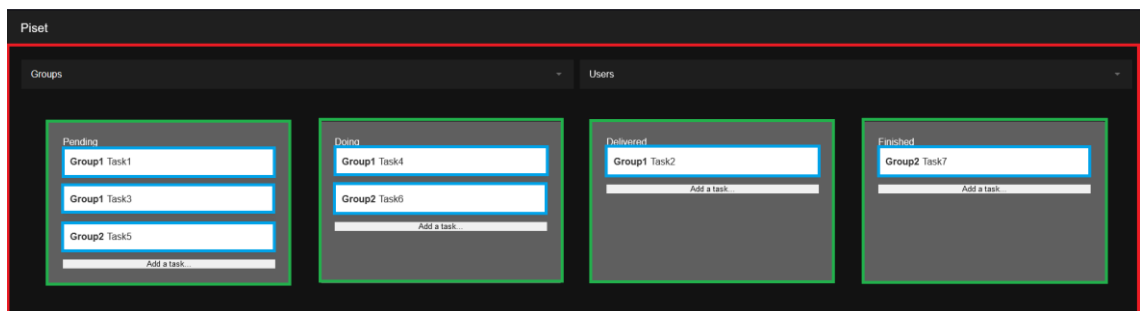 Piset
Groups
Users
Pending
Group1 Task1
Group1 Task3
Group2 Task5
Add a task...
Doing
Group1 Task4
Group2 Task6
Add a task...
Delivered
Group1 Task2
Add a task...
Finished
Group2 Task7
Add a task...